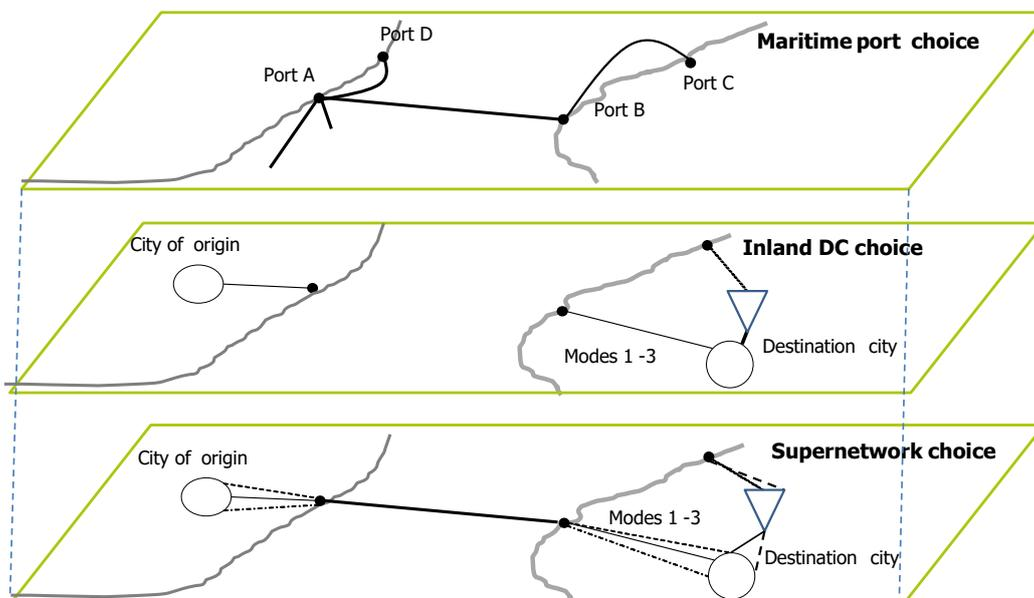 Port D
Maritime port choice
Port A
Port C
Port B
City of origin
Inland DC choice
Modes 1 -3
Destination city
City of origin
Supernetwork choice
Modes 1 -3
Destination city